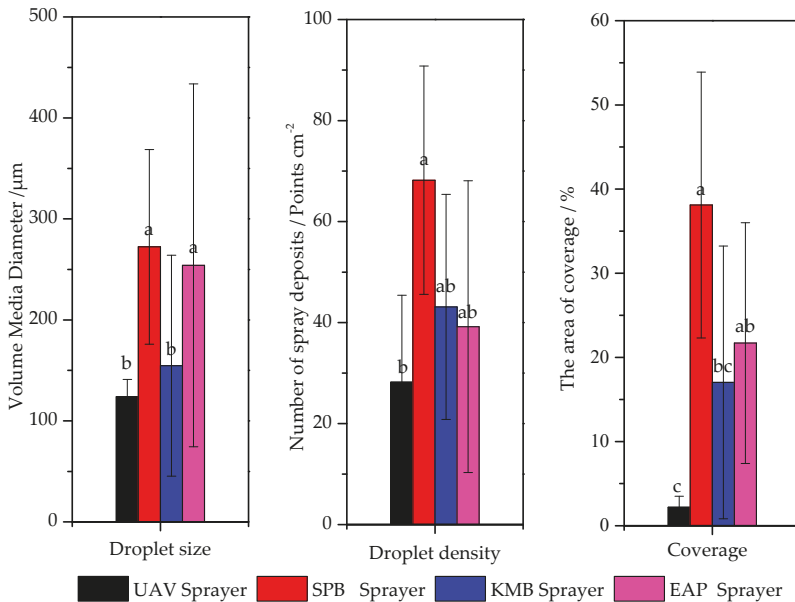 Volume Media Diameter /μm
500
400
300
200
100
0
b
a
b
a
Droplet size
Number of spray deposits / Points cm⁻²
100
80
60
40
20
0
b
a
ab
ab
Droplet density
The area of coverage / %
60
50
40
30
20
10
0
c
a
bc
ab
Coverage
UAV Sprayer SPB Sprayer KMB Sprayer EAP Sprayer